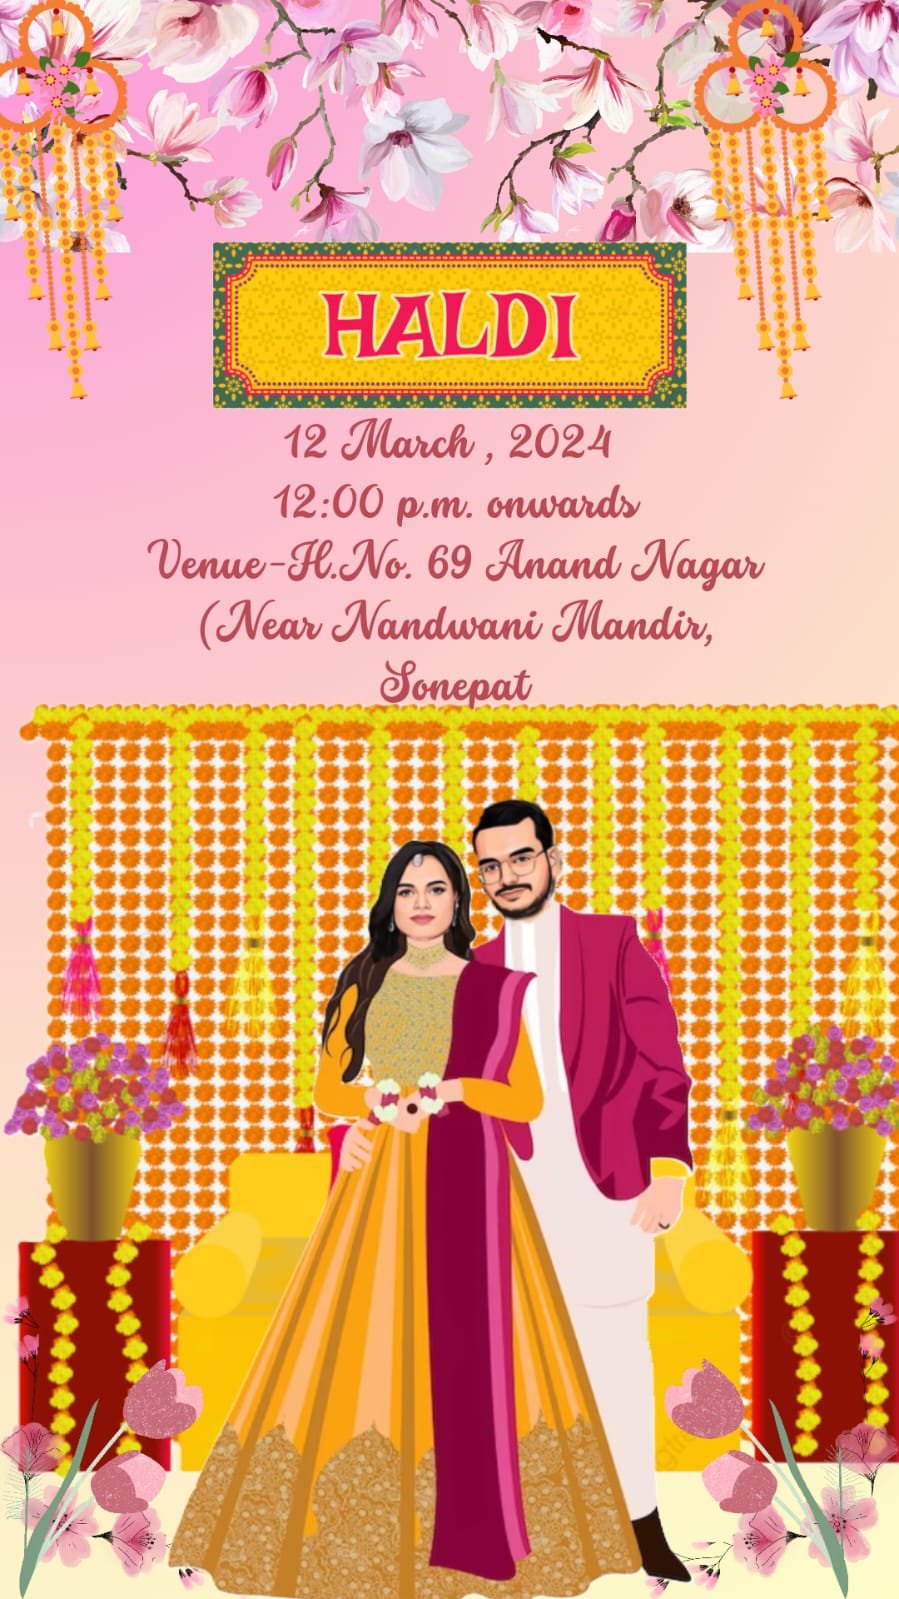 HALDI
12 March , 2024
12:00 p.m. onwards
Venue-H.No. 69 Anand Nagar
(Near Nandwani Mandir,
Sonepat